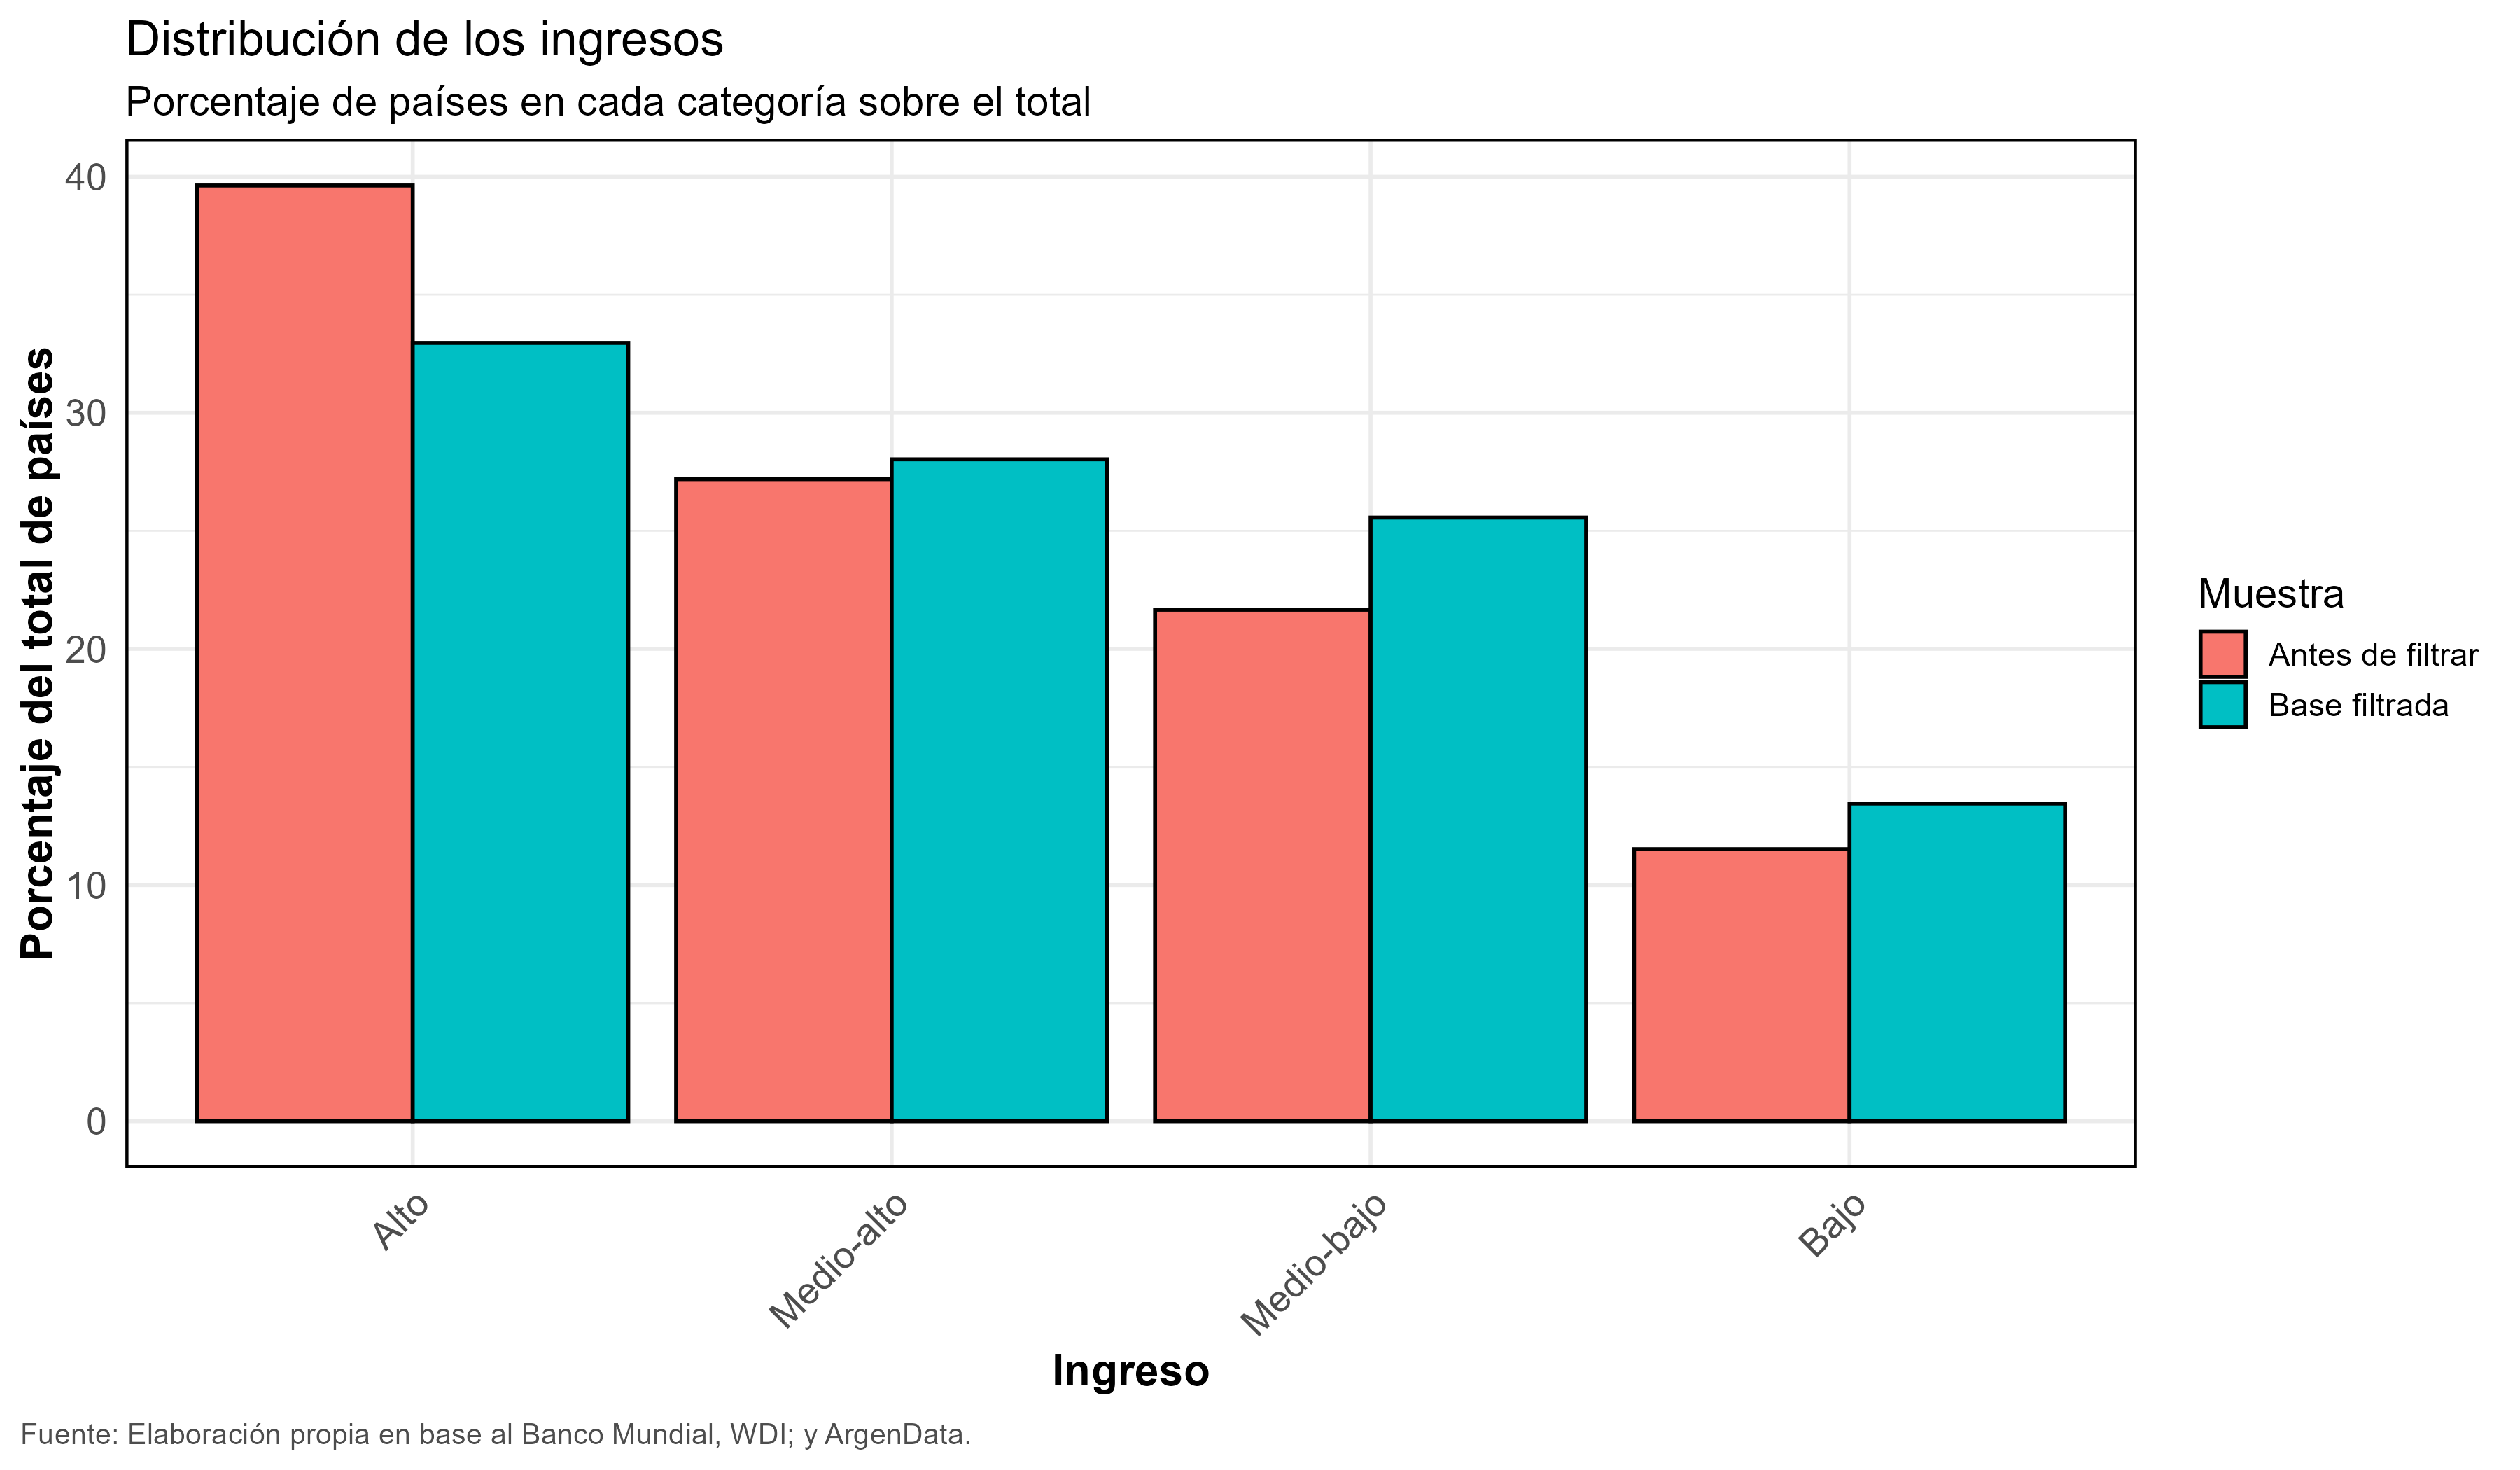 Distribución de los ingresos
Porcentaje de países en cada categoría sobre el total
Porcentaje del total de países
40
30
20
10
0
Alto
Medio-alto
Medio-bajo
Bajo
Ingreso
Muestra
Antes de filtrar
Base filtrada
Fuente: Elaboración propia en base al Banco Mundial, WDI; y ArgenData.